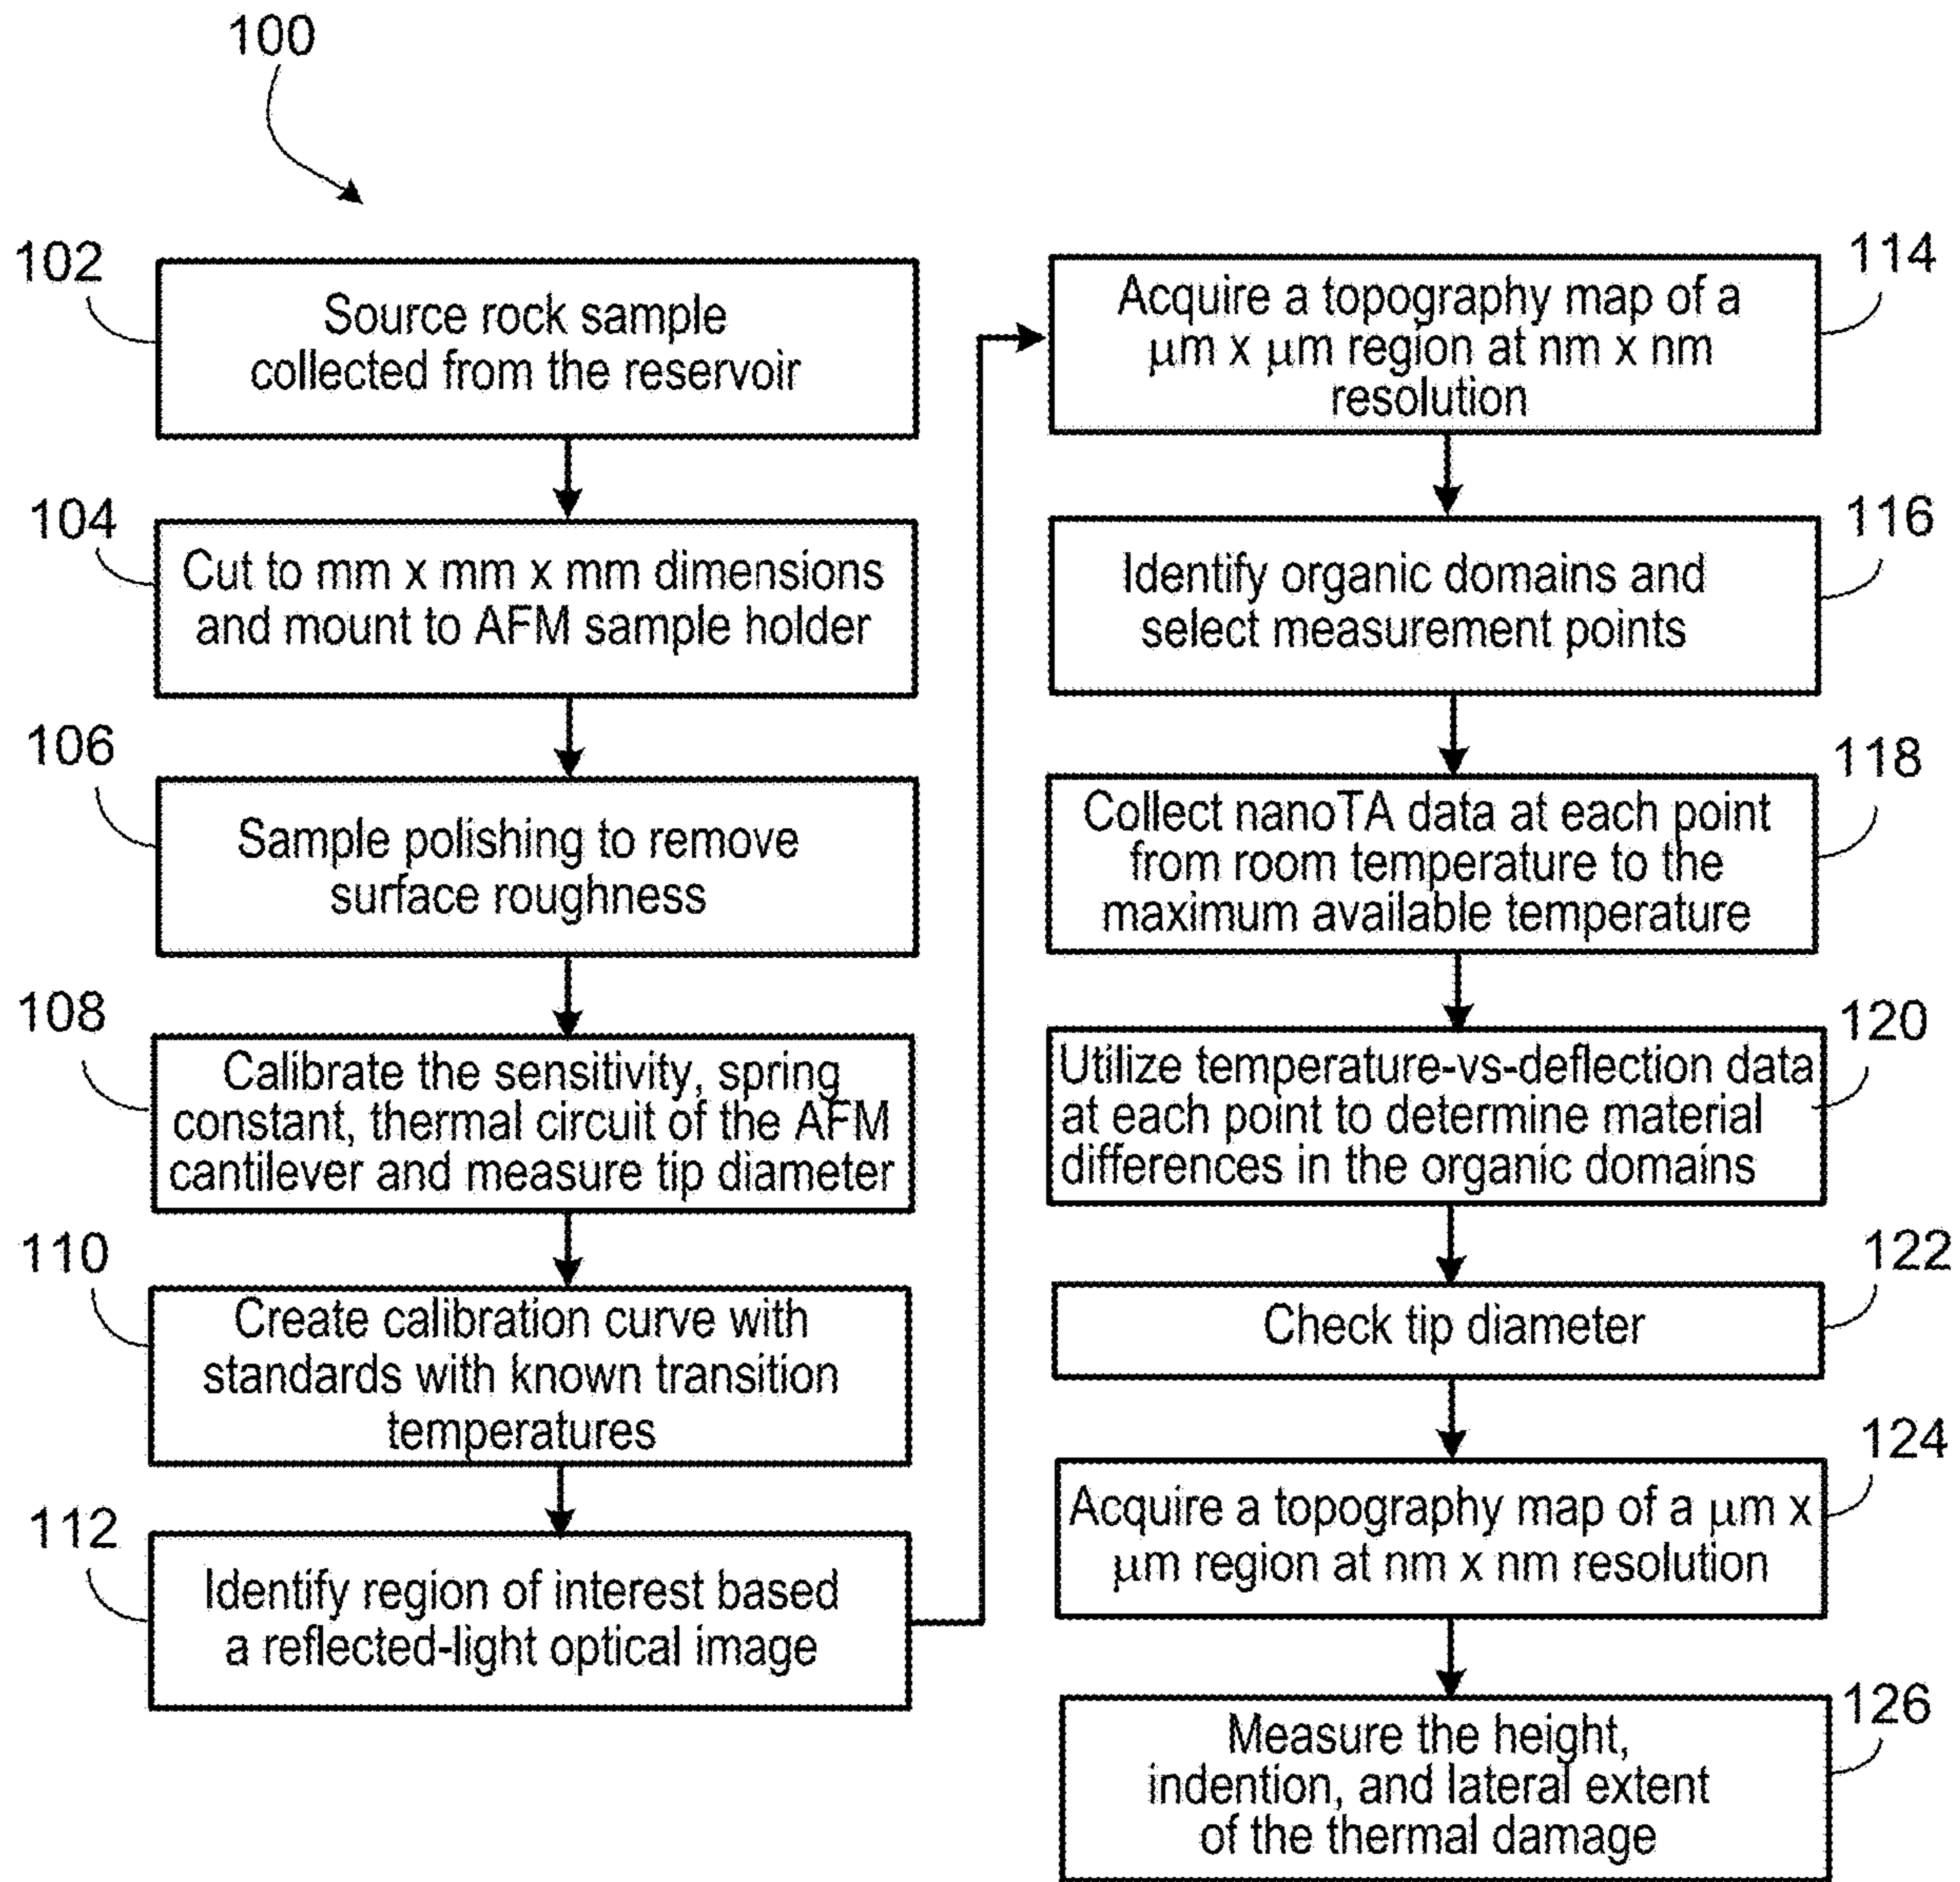 100
102
Source rock sample
collected from the reservoir
104
Cut to mm x mm x mm dimensions
and mount to AFM sample holder
106
Sample polishing to remove
surface roughness
108
Calibrate the sensitivity, spring
constant, thermal circuit of the AFM
cantilever and measure tip diameter
110
Create calibration curve with
standards with known transition
temperatures
112
Identify region of interest based
a reflected-light optical image
114
Acquire a topography map of a
μm x μm region at nm x nm
resolution
116
Identify organic domains and
select measurement points
118
Collect nanoTA data at each point
from room temperature to the
maximum available temperature
120
Utilize temperature-vs-deflection data
at each point to determine material
differences in the organic domains
122
Check tip diameter
124
Acquire a topography map of a μm x
μm region at nm x nm resolution
126
Measure the height,
indention, and lateral extent
of the thermal damage